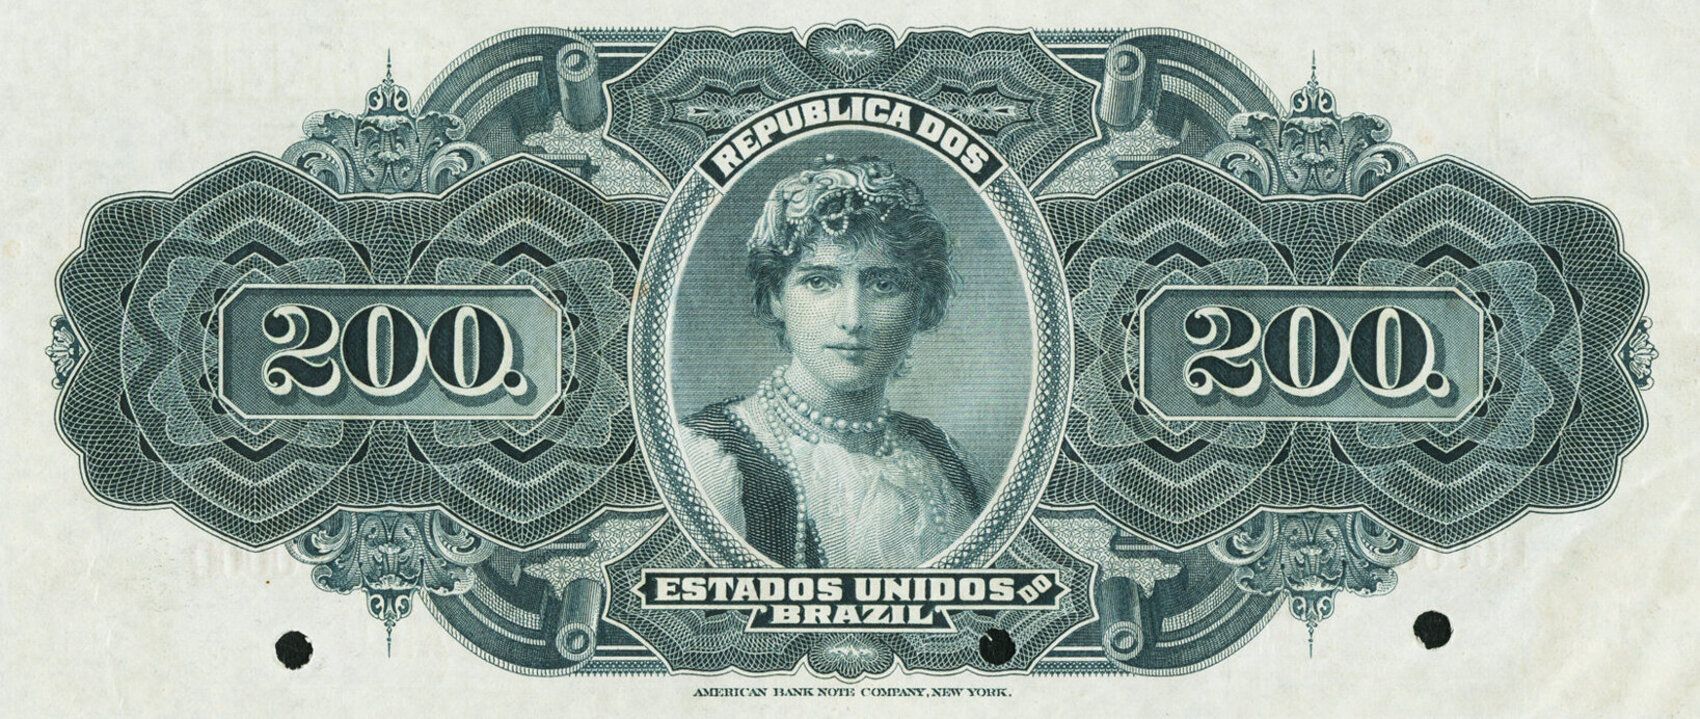 REPUBLICA DOS
200.
200.
ESTADOS UNIDOS DO
BRAZIL
AMERICAN BANK NOTE COMPANY, NEW YORK.